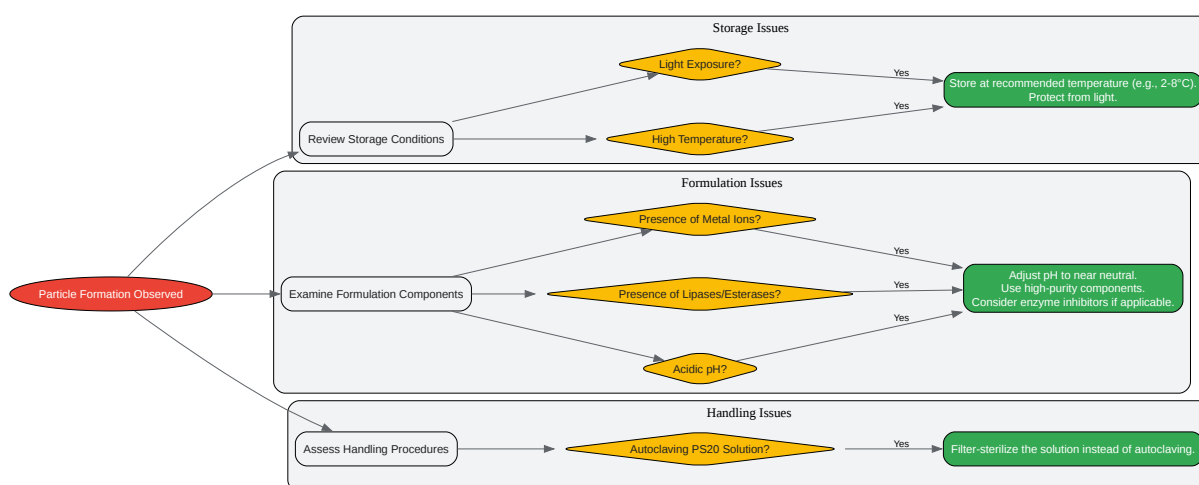 Storage Issues
Light Exposure?
Yes
Store at recommended temperature (e.g., 2-8°C).
Protect from light.
Review Storage Conditions
High Temperature?
Yes
Formulation Issues
Presence of Metal Ions?
Yes
Particle Formation Observed
Examine Formulation Components
Presence of Lipases/Esterases?
Yes
Adjust pH to near neutral.
Use high-purity components.
Consider enzyme inhibitors if applicable.
Acidic pH?
Yes
Handling Issues
Assess Handling Procedures
Autoclaving PS20 Solution?
Yes
Filter-sterilize the solution instead of autoclaving.